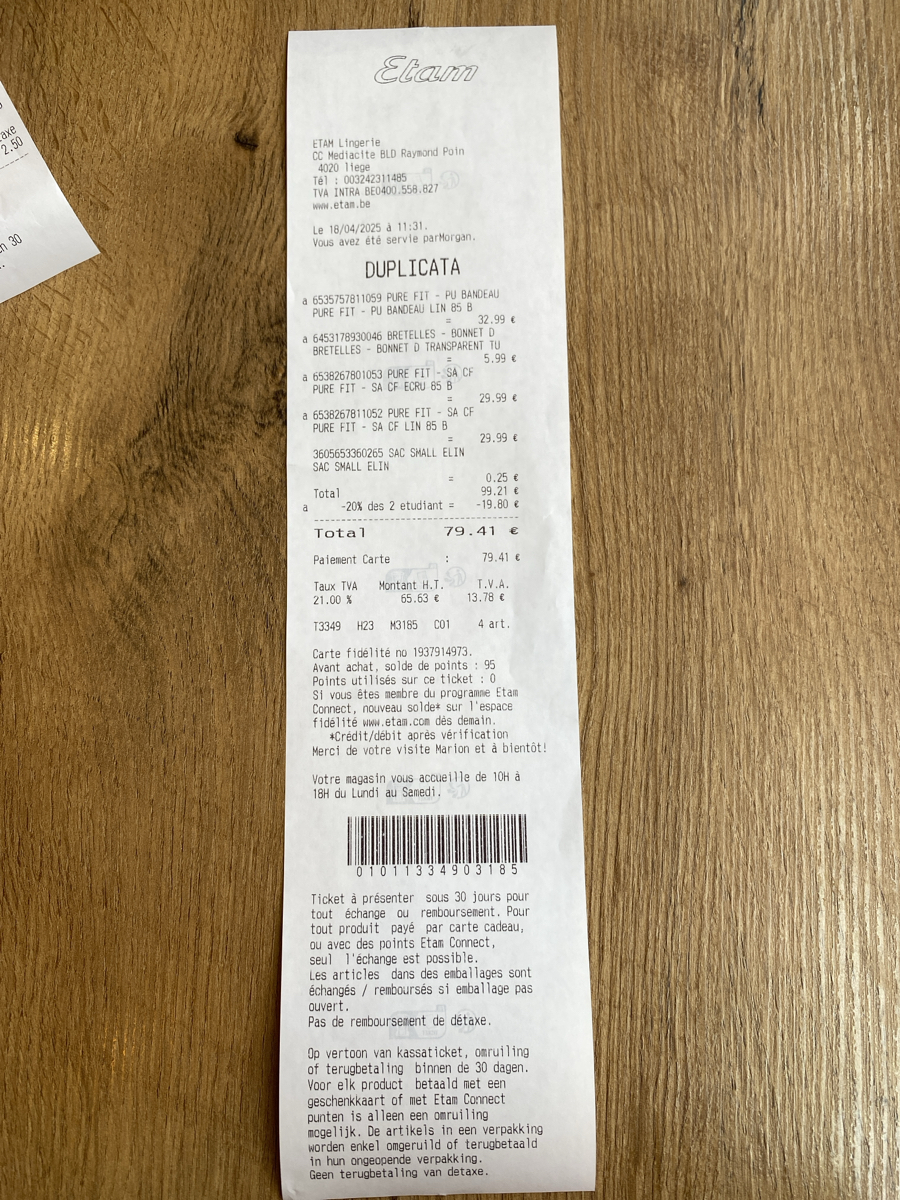 axe
2.50
30
Etam
ETAM Lingerie
CC Mediacite BLD Raymond Poin
4020 liege
Tél : 003242311485
TVA INTRA BE0400.558.827
www.etam.be
Le 18/04/2025 à 11:31.
Vous avez été servie parMorgan.
DUPLICATA
a 6535757811059 PURE FIT - PU BANDEAU
PURE FIT - PU BANDEAU LIN 85 B
= 32.99 €
a 6453178930046 BRETELLES - BONNET D
BRETELLES - BONNET D TRANSPARENT TU
= 5.99 €
a 6538267801053 PURE FIT - SA CF
PURE FIT - SA CF ECRU 85 B
= 29.99 €
a 6538267811052 PURE FIT - SA CF
PURE FIT - SA CF LIN 85 B
= 29.99 €
3605653360265 SAC SMALL ELIN
SAC SMALL ELIN
= 0.25 €
Total 99.21 €
a -20% des 2 etudiant = -19.80 €
Total 79.41 €
Paiement Carte : 79.41 €
Taux TVA Montant H.T. T.V.A.
21.00 % 65.63 € 13.78 €
T3349 H23 M3185 C01 4 art.
Carte fidélité no 1937914973.
Avant achat, solde de points : 95
Points utilisés sur ce ticket : 0
Si vous êtes membre du programme Etam
Connect, nouveau solde* sur l'espace
fidélité www.etam.com dès demain.
*Crédit/débit après vérification
Merci de votre visite Marion et à bientôt!
Votre magasin vous accueille de 10H à
18H du Lundi au Samedi.
01011334903185
Ticket à présenter sous 30 jours pour
tout échange ou remboursement. Pour
tout produit payé par carte cadeau,
ou avec des points Etam Connect,
seul l'échange est possible.
Les articles dans des emballages sont
échangés / remboursés si emballage pas
ouvert.
Pas de remboursement de détaxe.
Op vertoon van kassaticket, omruiling
of terugbetaling binnen de 30 dagen.
Voor elk product betaald met een
geschenkkaart of met Etam Connect
punten is alleen een omruiling
mogelijk. De artikels in een verpakking
worden enkel omgeruild of terugbetaald
in hun ongeopende verpakking.
Geen terugbetaling van detaxe.